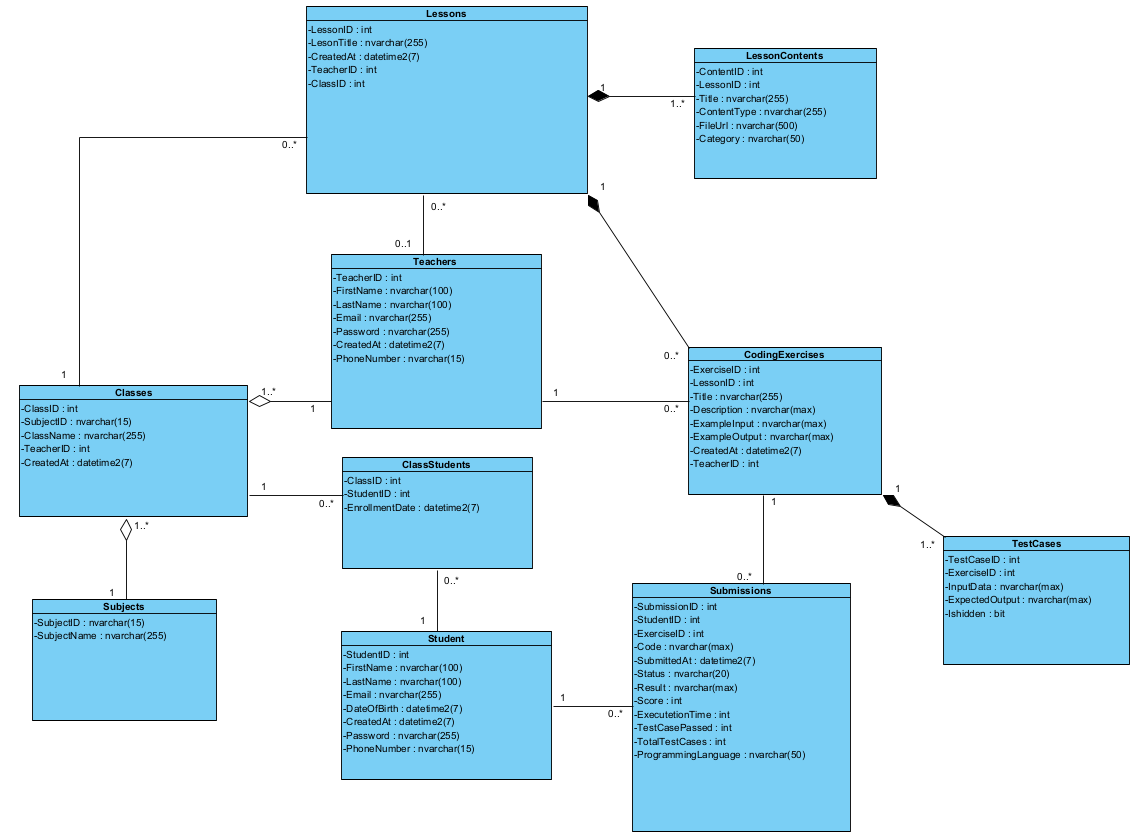 Lessons
-LessonID : int
-LesonTitle : nvarchar(255)
-CreatedAt : datetime2(7)
-TeacherID : int
-ClassID : int
1
1..*
LessonContents
-ContentID : int
-LessonID : int
-Title : nvarchar(255)
-ContentType : nvarchar(255)
-FileUrl : nvarchar(500)
-Category : nvarchar(50)
0..*
1
0..*
0..1
1
0..*
Teachers
-TeacherID : int
-FirstName : nvarchar(100)
-LastName : nvarchar(100)
-Email : nvarchar(255)
-Password : nvarchar(255)
-CreatedAt : datetime2(7)
-PhoneNumber : nvarchar(15)
1
0..*
CodingExercises
-ExerciseID : int
-LessonID : int
-Title : nvarchar(255)
-Description : nvarchar(max)
-ExampleInput : nvarchar(max)
-ExampleOutput : nvarchar(max)
-CreatedAt : datetime2(7)
-TeacherID : int
Classes
-ClassID : int
-SubjectID : nvarchar(15)
-ClassName : nvarchar(255)
-TeacherID : int
-CreatedAt : datetime2(7)
1..*
1
1
0..*
ClassStudents
-ClassID : int
-StudentID : int
-EnrollmentDate : datetime2(7)
1..*
1
0..*
1
1
0..*
1
1..*
TestCases
-TestCaseID : int
-ExerciseID : int
-InputData : nvarchar(max)
-ExpectedOutput : nvarchar(max)
-Ishidden : bit
Subjects
-SubjectID : nvarchar(15)
-SubjectName : nvarchar(255)
Student
-StudentID : int
-FirstName : nvarchar(100)
-LastName : nvarchar(100)
-Email : nvarchar(255)
-DateOfBirth : datetime2(7)
-CreatedAt : datetime2(7)
-Password : nvarchar(255)
-PhoneNumber : nvarchar(15)
1
0..*
Submissions
-SubmissionID : int
-StudentID : int
-ExerciseID : int
-Code : nvarchar(max)
-SubmittedAt : datetime2(7)
-Status : nvarchar(20)
-Result : nvarchar(max)
-Score : int
-ExecutetionTime : int
-TestCasePassed : int
-TotalTestCases : int
-ProgrammingLanguage : nvarchar(50)